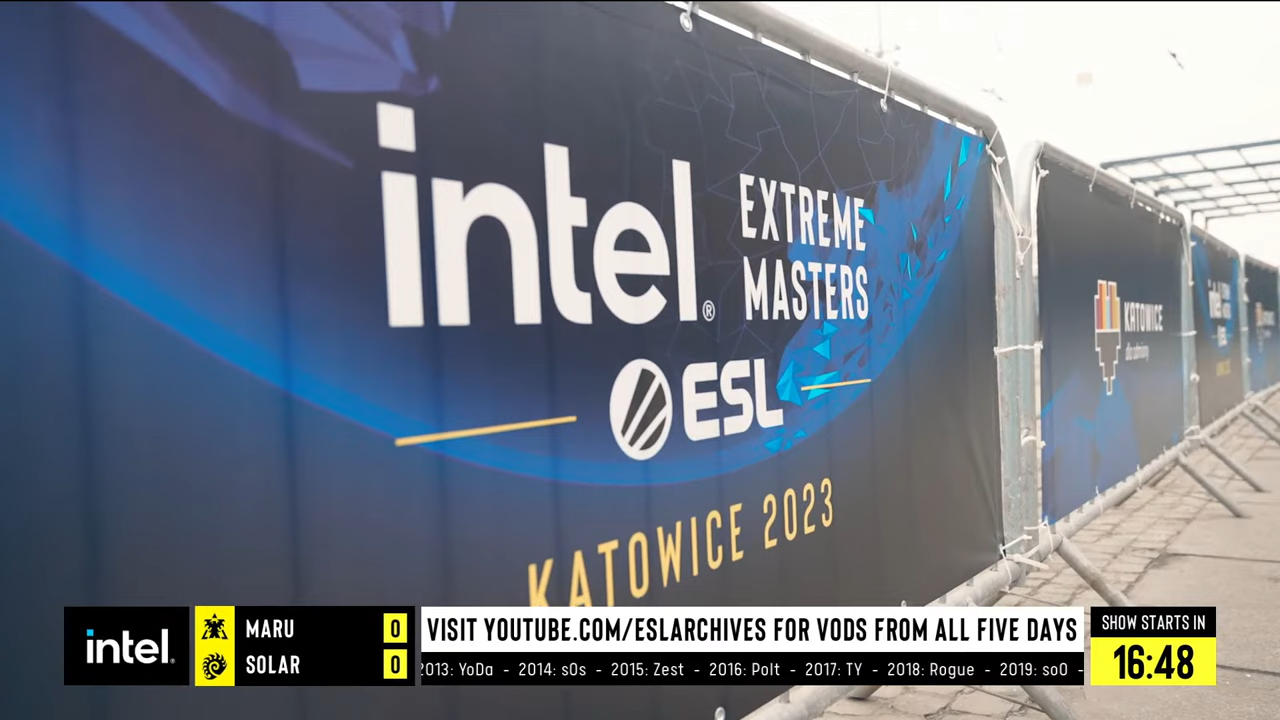 intel®
EXTREME
MASTERS
ESL
KATOWICE 2023
KATOWICE
intel
MARU 0
SOLAR 0
VISIT YOUTUBE.COM/ESLARCHIVES FOR VODS FROM ALL FIVE DAYS
2013: YoDa - 2014: sOs - 2015: Zest - 2016: Polt - 2017: TY - 2018: Rogue - 2019: soO -
SHOW STARTS IN
16:48